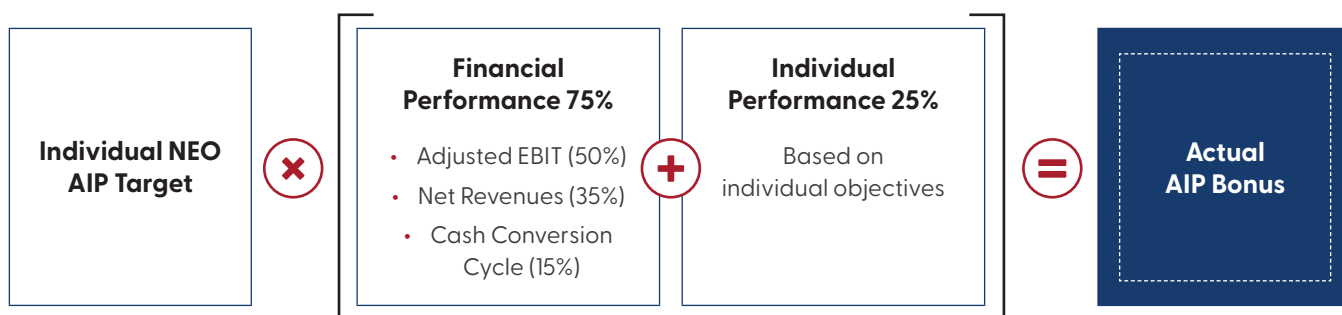 Individual NEO
AIP Target
×
Financial
Performance 75%
• Adjusted EBIT (50%)
• Net Revenues (35%)
• Cash Conversion
Cycle (15%)
+
Individual
Performance 25%
Based on
individual objectives
=
Actual
AIP Bonus